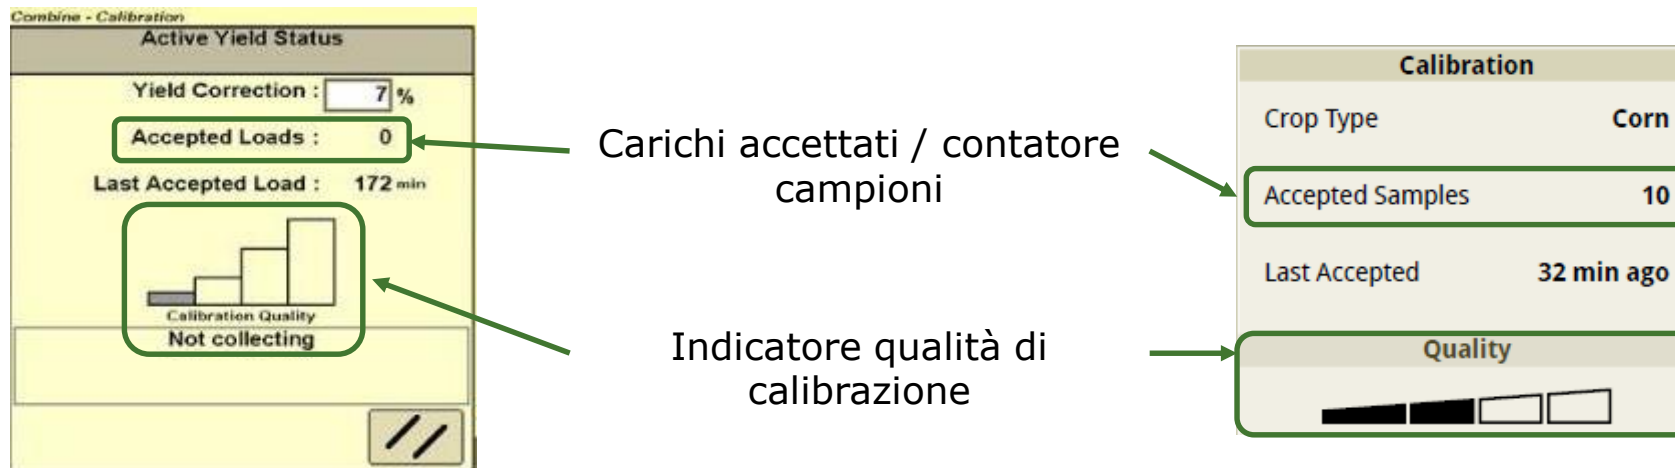 Combine - Calibration
Active Yield Status
Yield Correction : 7 %
Accepted Loads : 0
Last Accepted Load : 172 min
Calibration Quality
Not collecting
Carichi accettati / contatore
campioni
Indicatore qualità di
calibrazione
Calibration
Crop Type Corn
Accepted Samples 10
Last Accepted 32 min ago
Quality